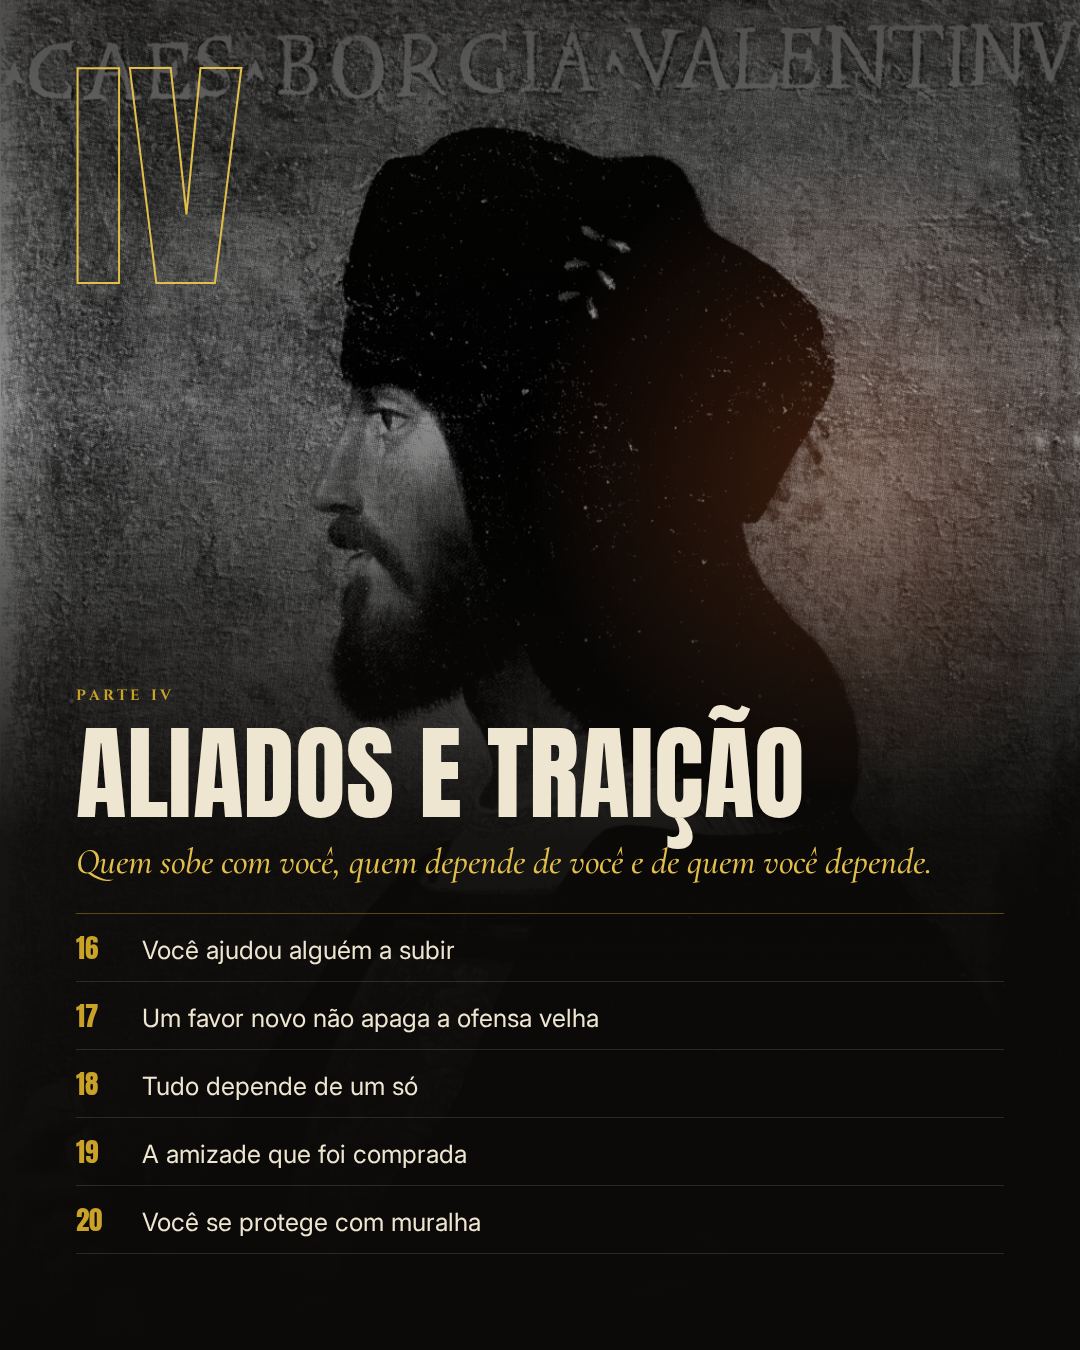 CAES BORGIA VALENTINV
IV
PARTE IV
ALIADOS E TRAIÇÃO
Quem sobe com você, quem depende de você e de quem você depende.
16 Você ajudou alguém a subir
17 Um favor novo não apaga a ofensa velha
18 Tudo depende de um só
19 A amizade que foi comprada
20 Você se protege com muralha